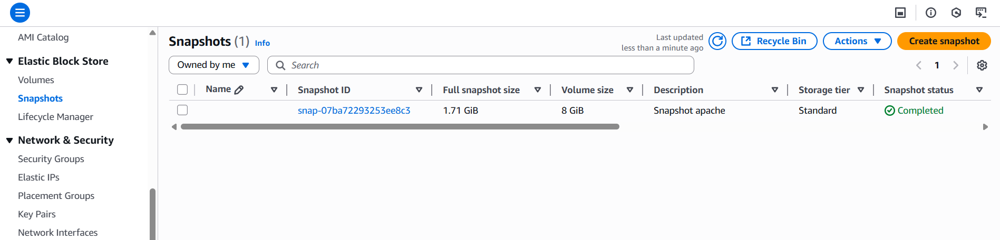 AMI Catalog
Elastic Block Store
Volumes
Snapshots
Lifecycle Manager
Network & Security
Security Groups
Elastic IPs
Placement Groups
Key Pairs
Network Interfaces
Snapshots (1) Info
Last updated
less than a minute ago
Recycle Bin
Actions
Create snapshot
Owned by me
Search
1
Name Snapshot ID Full snapshot size Volume size Description Storage tier Snapshot status
snap-07ba72293253ee8c3 1.71 GiB 8 GiB Snapshot apache Standard Completed